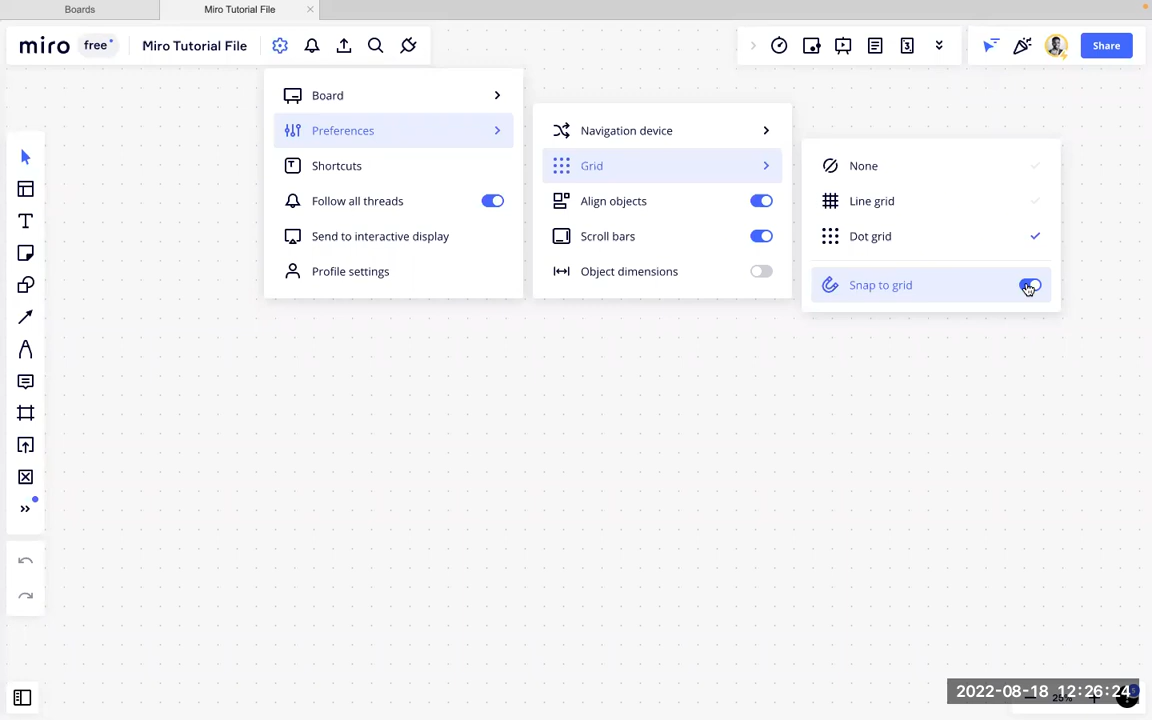 Boards
Miro Tutorial File
miro free Miro Tutorial File
3
Share
Board
Preferences
Shortcuts
Follow all threads
Send to interactive display
Profile settings
Navigation device
Grid
Align objects
Scroll bars
Object dimensions
None
Line grid
Dot grid
Snap to grid
2022-08-18 12:26:24